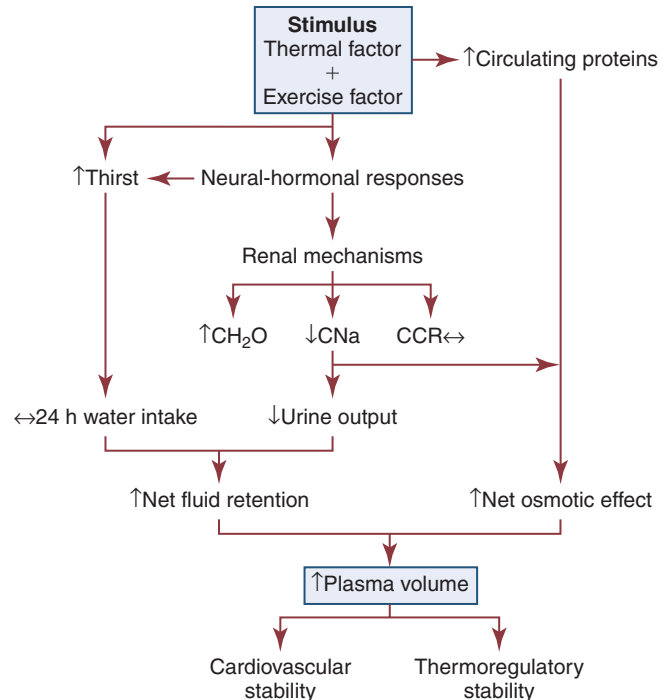 Stimulus
Thermal factor
+
Exercise factor
↑Circulating proteins
↑Thirst
Neural-hormonal responses
Renal mechanisms
↑CH₂O
↓CNa
CCR↔
↔24 h water intake
↓Urine output
↑Net fluid retention
↑Net osmotic effect
↑Plasma volume
Cardiovascular
stability
Thermoregulatory
stability